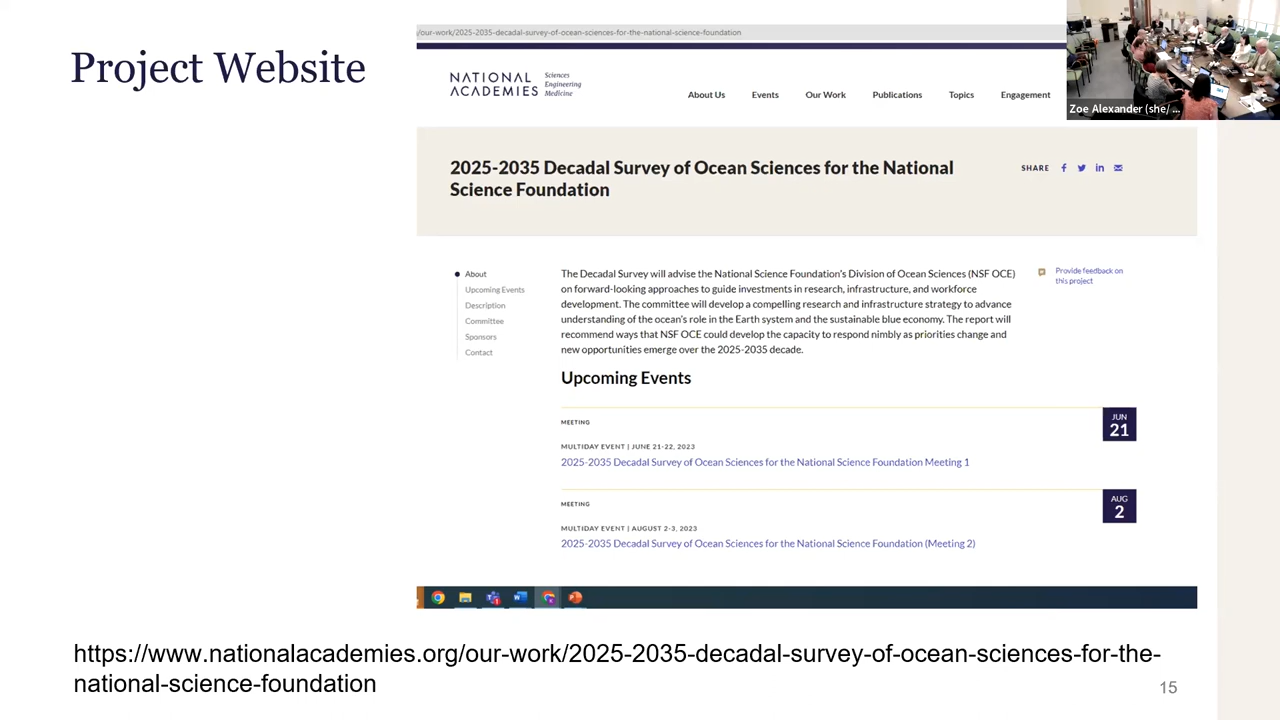 Project Website
/our-work/2025-2035-decadal-survey-of-ocean-sciences-for-the-national-science-foundation
NATIONAL ACADEMIES
Sciences
Engineering
Medicine
About Us
Events
Our Work
Publications
Topics
Engagement
Zoe Alexander (she/ ...
2025-2035 Decadal Survey of Ocean Sciences for the National
Science Foundation
SHARE
About
Upcoming Events
Description
Committee
Sponsors
Contact
The Decadal Survey will advise the National Science Foundation's Division of Ocean Sciences (NSF OCE)
on forward-looking approaches to guide investments in research, infrastructure, and workforce
development. The committee will develop a compelling research and infrastructure strategy to advance
understanding of the ocean's role in the Earth system and the sustainable blue economy. The report will
recommend ways that NSF OCE could develop the capacity to respond nimbly as priorities change and
new opportunities emerge over the 2025-2035 decade.
Provide feedback on
this project
Upcoming Events
MEETING
JUN
21
MULTIDAY EVENT | JUNE 21-22, 2023
2025-2035 Decadal Survey of Ocean Sciences for the National Science Foundation Meeting 1
MEETING
AUG
2
MULTIDAY EVENT | AUGUST 2-3, 2023
2025-2035 Decadal Survey of Ocean Sciences for the National Science Foundation (Meeting 2)
https://www.nationalacademies.org/our-work/2025-2035-decadal-survey-of-ocean-sciences-for-the-
national-science-foundation
15